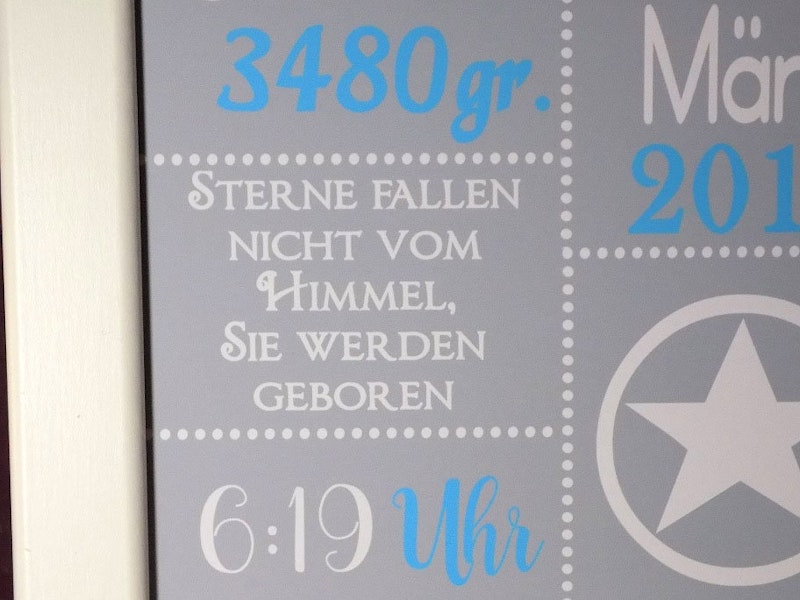 3480gr.
Sterne fallen
nicht vom
Himmel,
Sie werden
geboren
6:19 Uhr
Mär
201